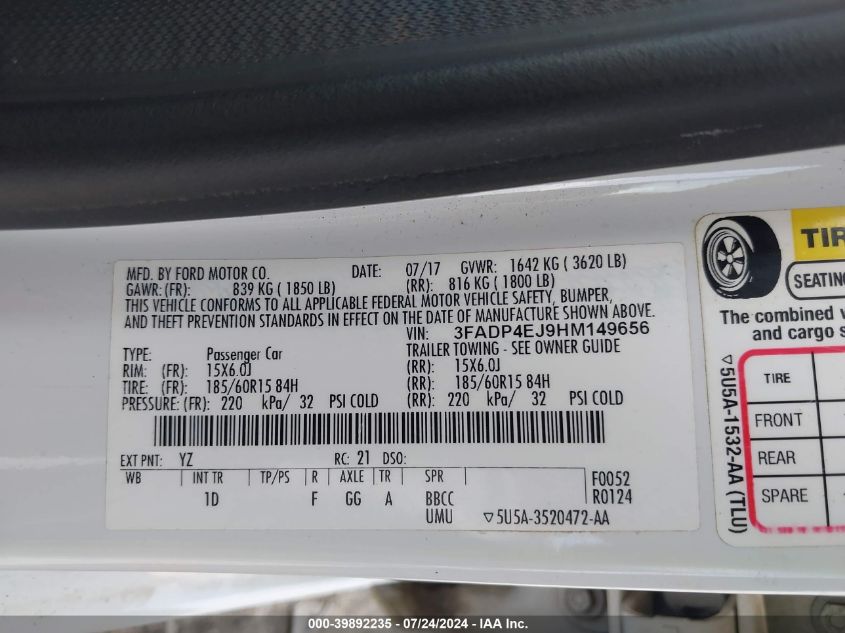 MFD. BY FORD MOTOR CO. DATE: 07/17 GVWR: 1642 KG ( 3620 LB)
GAWR: (FR): 839 KG ( 1850 LB) (RR): 816 KG ( 1800 LB)
THIS VEHICLE CONFORMS TO ALL APPLICABLE FEDERAL MOTOR VEHICLE SAFETY, BUMPER,
AND THEFT PREVENTION STANDARDS IN EFFECT ON THE DATE OF MANUFACTURE SHOWN ABOVE.
VIN: 3FADP4EJ9HM149656
TYPE: Passenger Car TRAILER TOWING - SEE OWNER GUIDE
RIM: (FR): 15X6.0J (RR): 15X6.0J
TIRE: (FR): 185/60R15 84H (RR): 185/60R15 84H
PRESSURE: (FR): 220 kPa/ 32 PSI COLD (RR): 220 kPa/ 32 PSI COLD
EXT PNT: YZ RC: 21 DSO:
WB INT TR TP/PS R AXLE TR SPR F0052
1D F GG A BBCC R0124
UMU ▽5U5A-3520472-AA
TIR
SEATING
The combined
and cargo s
TIRE
FRONT
REAR
SPARE
▽5U5A-1532-AA (TLU)
000-39892235 - 07/24/2024 - IAAI.com.